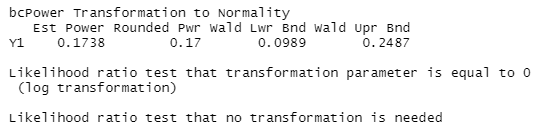 bcPower Transformation to Normality
Est Power Rounded Pwr Wald Lwr Bnd Wald Upr Bnd
Y1 0.1738 0.17 0.0989 0.2487
Likelihood ratio test that transformation parameter is equal to 0
(log transformation)
Likelihood ratio test that no transformation is needed